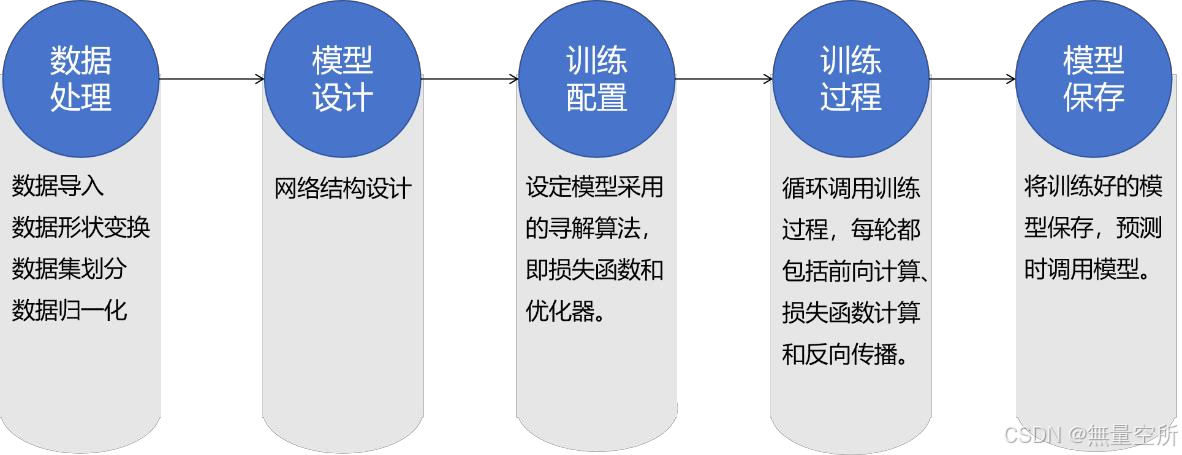 数据
处理
模型
设计
训练
配置
训练
过程
模型
保存
数据导入
数据形状变换
数据集划分
数据归一化
网络结构设计
设定模型采用
的寻解算法，
即损失函数和
优化器。
循环调用训练
过程，每轮都
包括前向计算、
损失函数计算
和反向传播。
将训练好的模
型保存，预测
时调用模型。
CSDN @無量空所